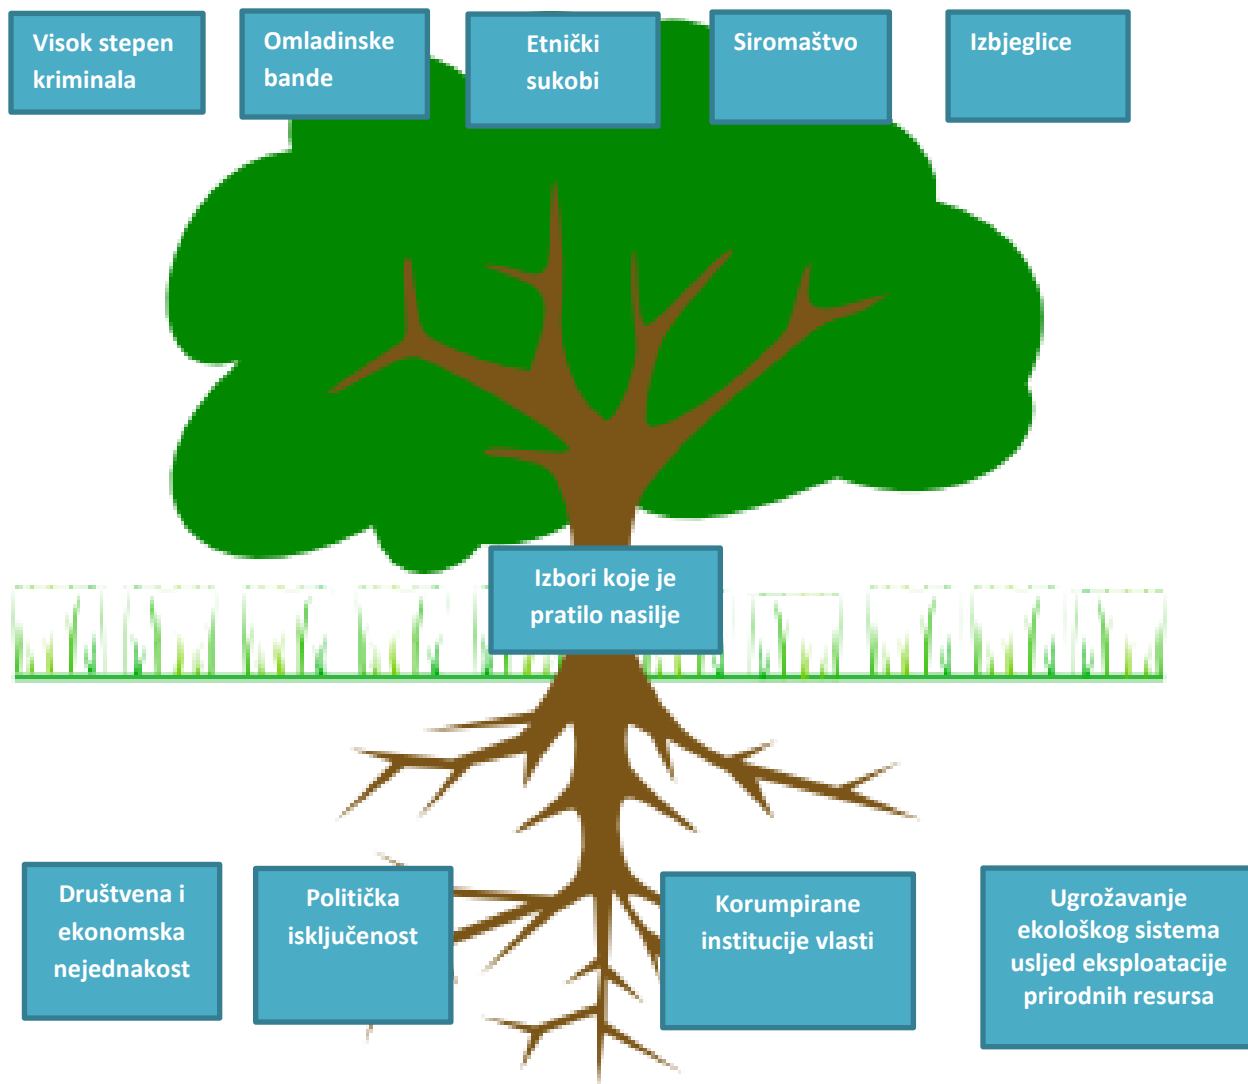 Visok stepen
kriminala
Omladinske
bande
Etnički
sukobi
Siromaštvo
Izbjeglice
Izbori koje je
pratilo nasilje
Društvena i
ekonomska
nejednakost
Politička
isključenost
Korumpirane
institucije vlasti
Ugrožavanje
ekološkog sistema
usljed eksploatacije
prirodnih resursa